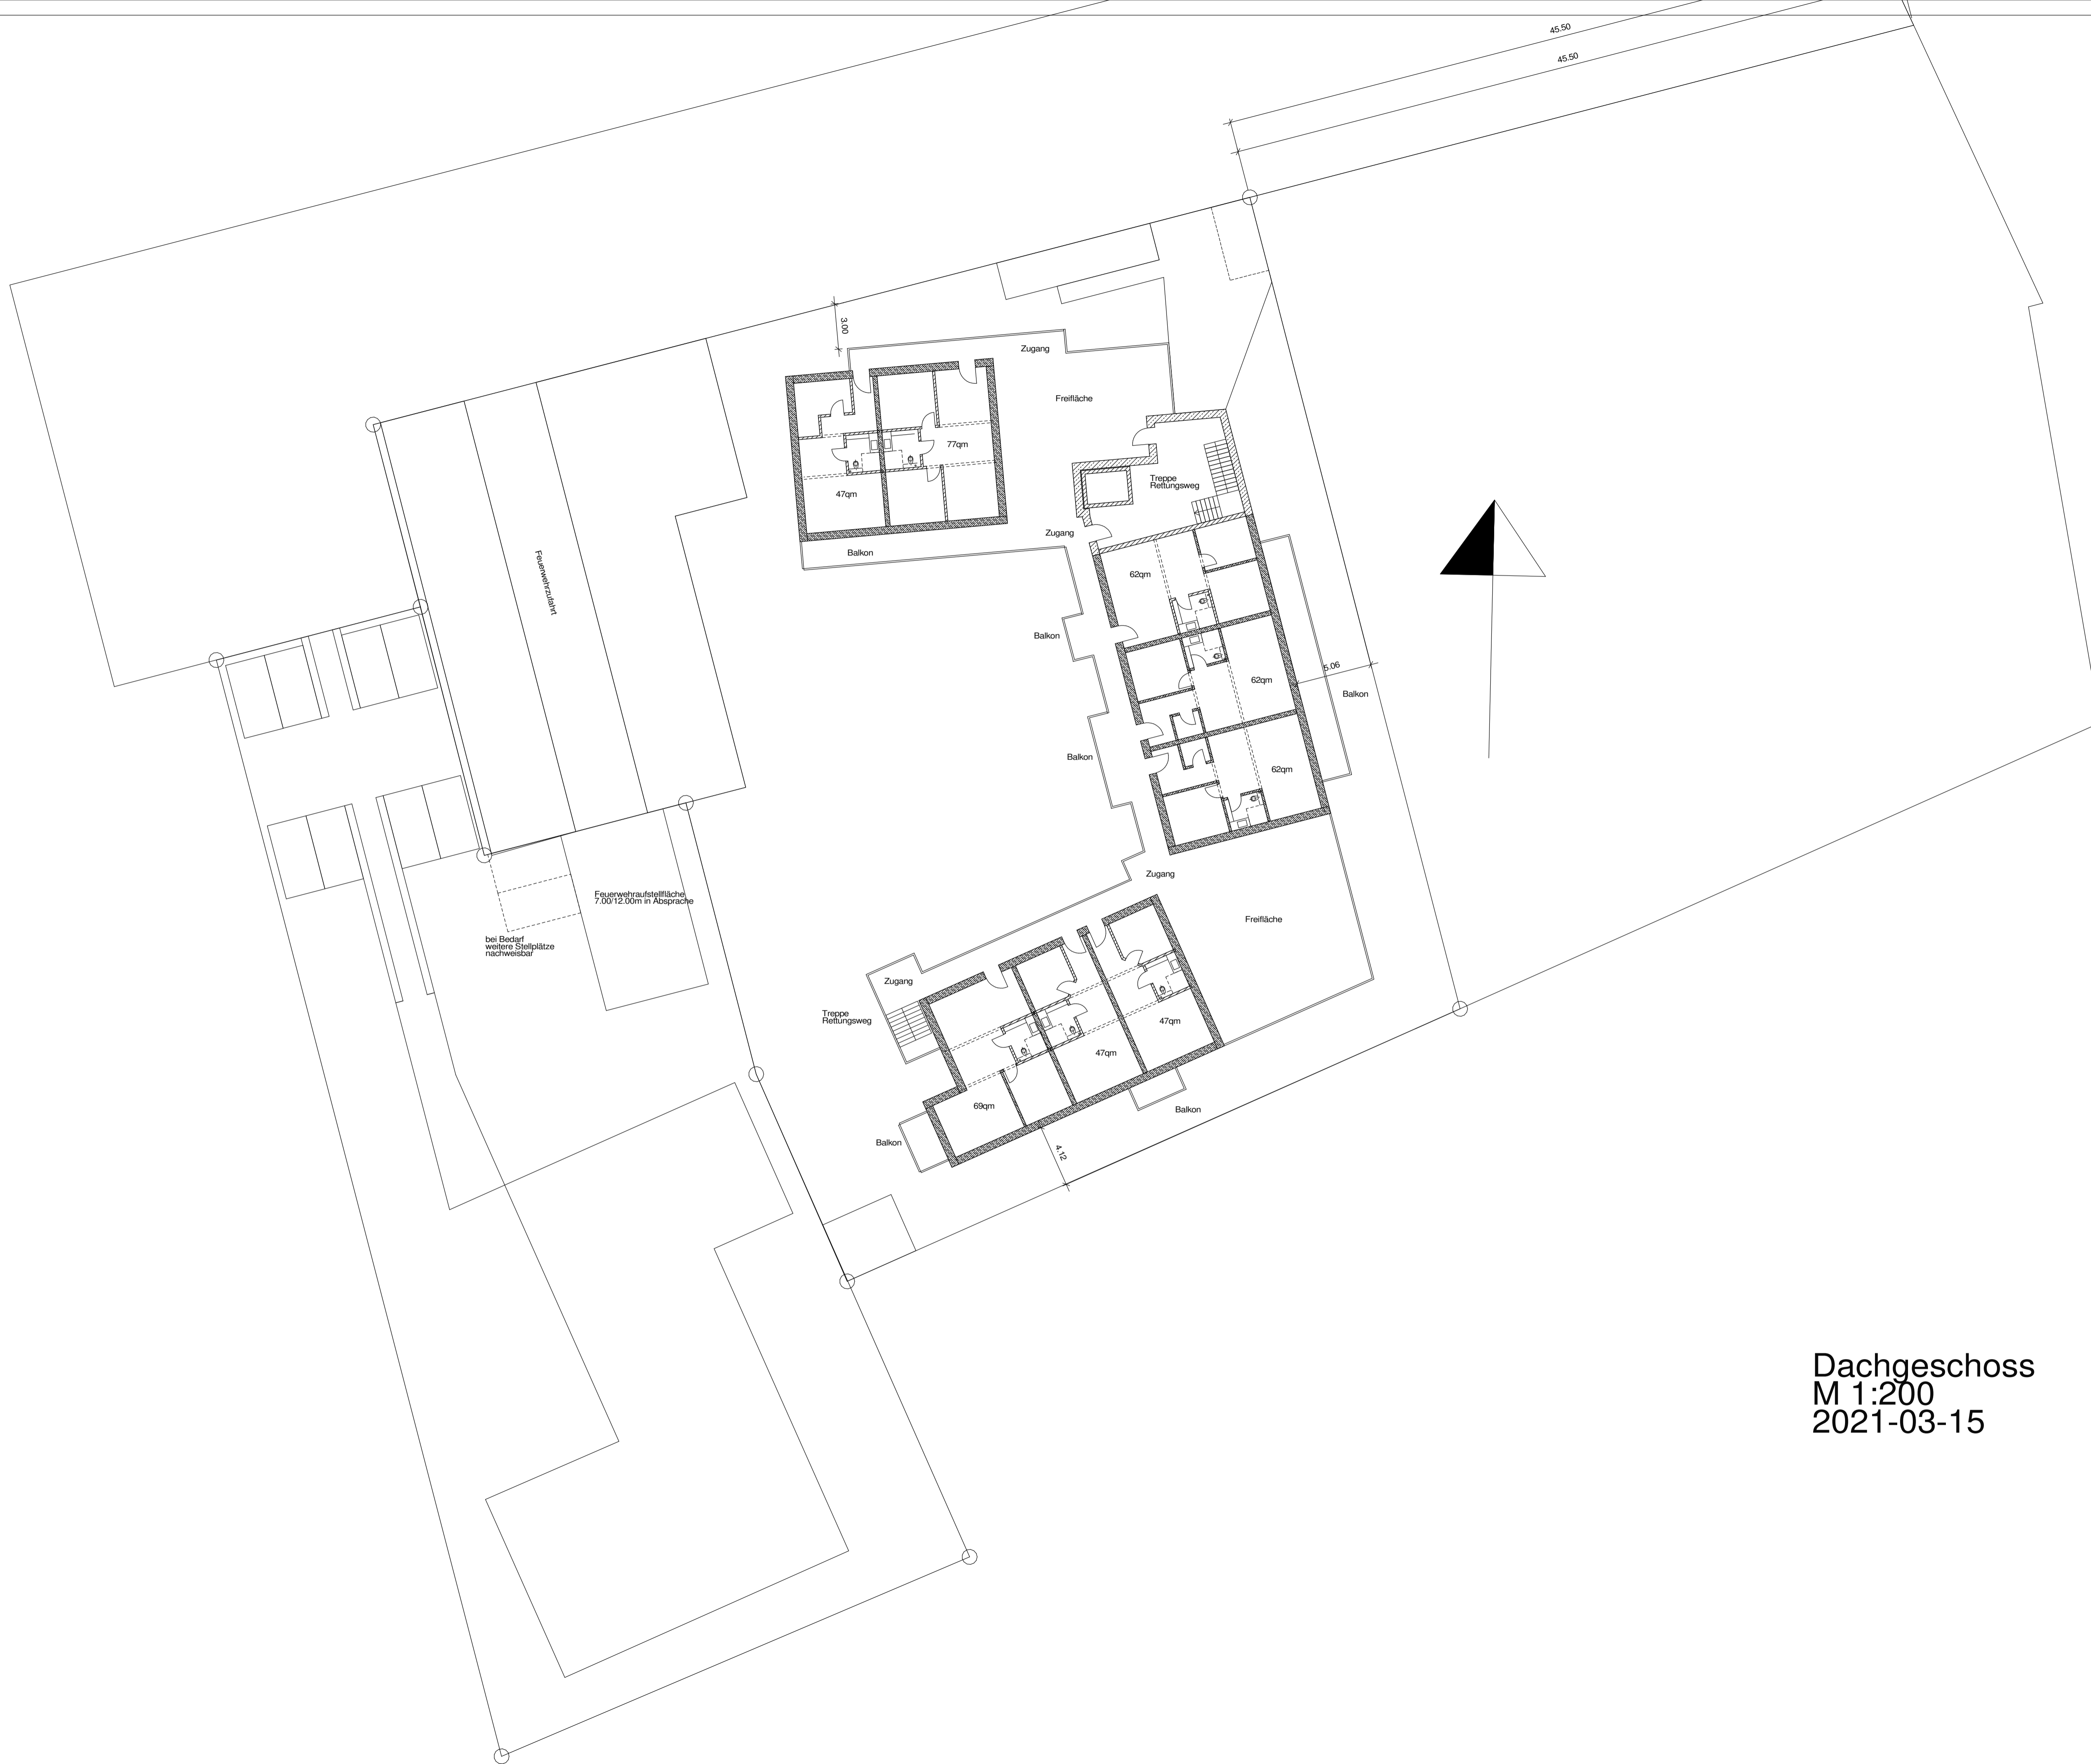 45.50
45.50
3.00
Zugang
Freifläche
77qm
47qm
Treppe
Rettungsweg
Zugang
Balkon
Feuerwehrzufahrt
62qm
Balkon
62qm
5.06
Balkon
Balkon
62qm
Zugang
Feuerwehraufstellfläche
7.00/12.00m in Absprache
Freifläche
bei Bedarf
weitere Stellplätze
nachweisbar
Zugang
Treppe
Rettungsweg
47qm
47qm
69qm
Balkon
Balkon
4.12
Dachgeschoss
M 1:200
2021-03-15